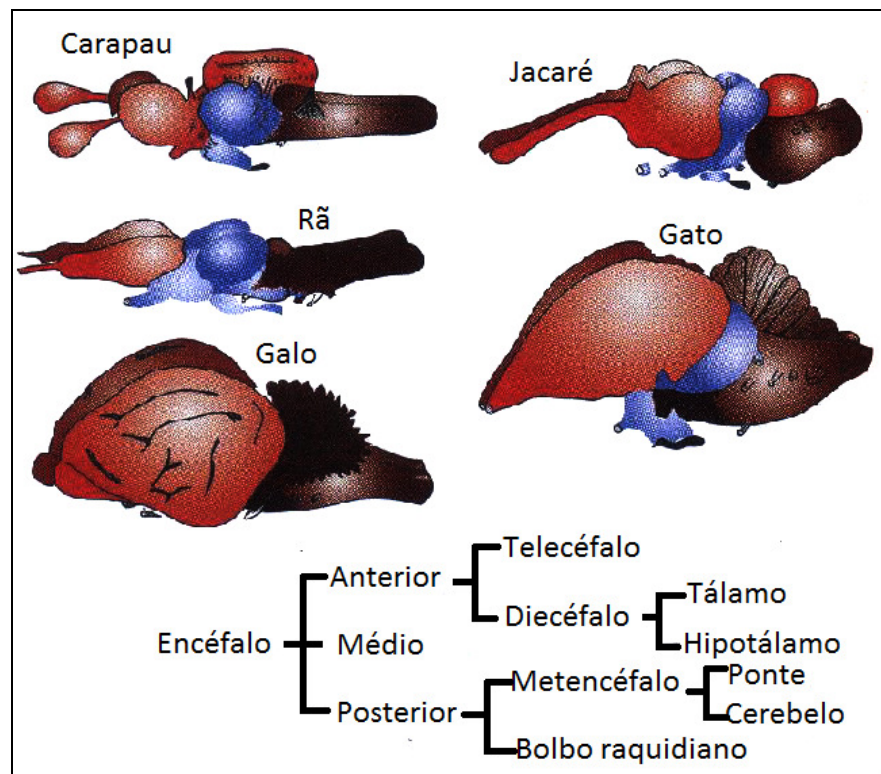 Carapau
Jacaré
Rã
Gato
Galo
Telecéfalo
Anterior
Diecéfalo
Tálamo
Hipotálamo
Encéfalo
Médio
Metencéfalo
Ponte
Cerebelo
Posterior
Bolbo raquidiano